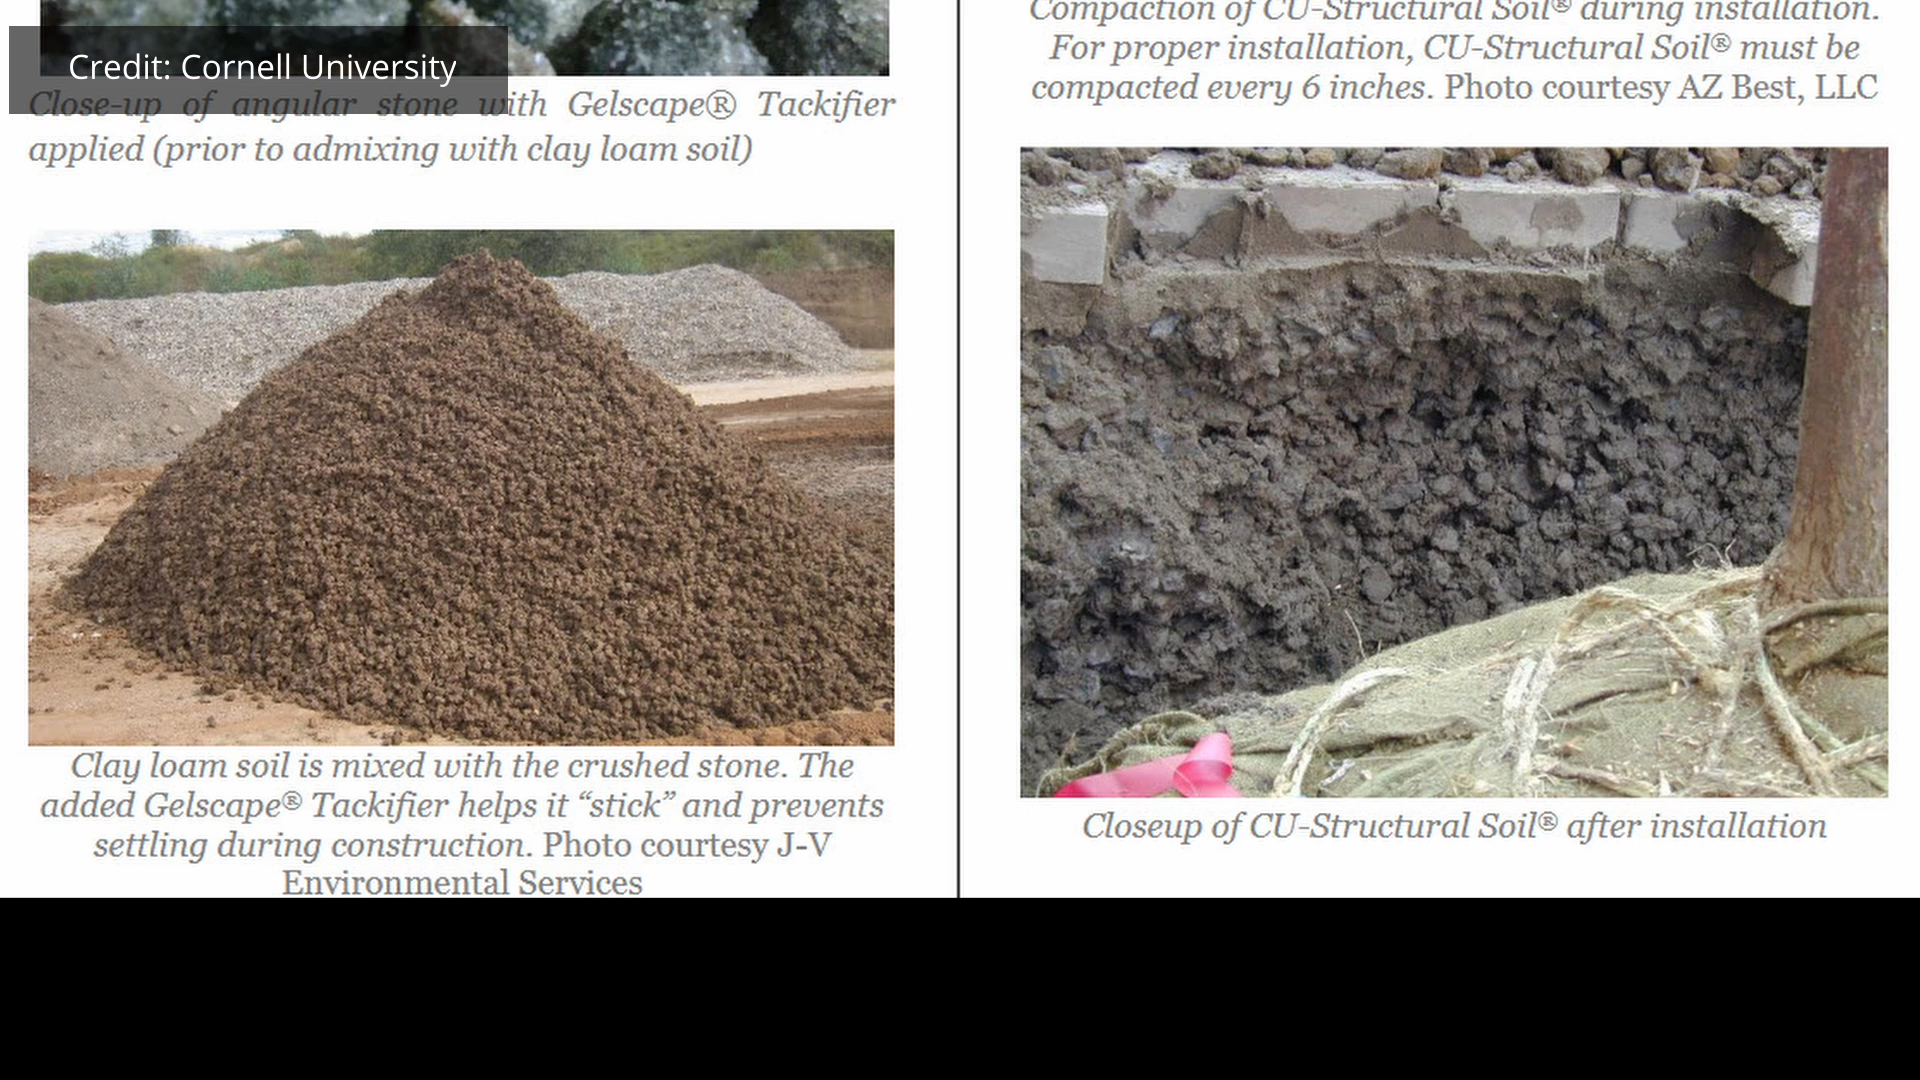 Credit: Cornell University
Close-up of angular stone with Gelscape® Tackifier
applied (prior to admixing with clay loam soil)
Clay loam soil is mixed with the crushed stone. The
added Gelscape® Tackifier helps it “stick” and prevents
settling during construction. Photo courtesy J-V
Environmental Services
Compaction of CU-Structural Soil® during installation.
For proper installation, CU-Structural Soil® must be
compacted every 6 inches. Photo courtesy AZ Best, LLC
Closeup of CU-Structural Soil® after installation